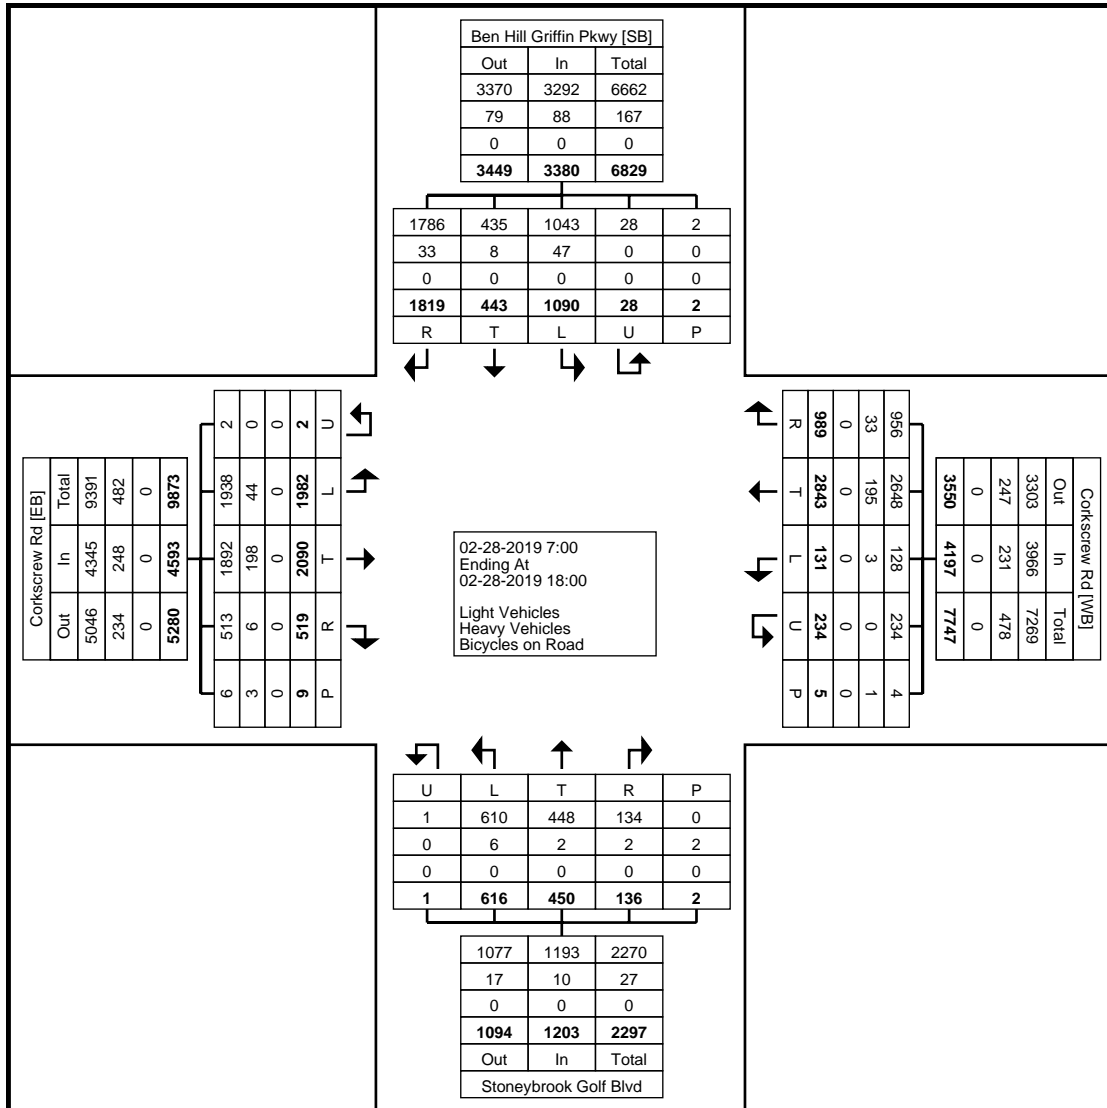 Ben Hill Griffin Pkwy [SB]
Out In Total
3370 3292 6662
79 88 167
0 0 0
3449 3380 6829
1786 435 1043 28 2
33 8 47 0 0
0 0 0 0 0
1819 443 1090 28 2
R T L U P
Corkscrew Rd [EB]
Total In Out
9391 4345 5046
482 248 234
0 0 0
9873 4593 5280
2 1938 1892 513 6
0 44 198 6 3
0 0 0 0 0
2 1982 2090 519 9
U L T R P
02-28-2019 7:00
Ending At
02-28-2019 18:00
Light Vehicles
Heavy Vehicles
Bicycles on Road
R T L U P
989 2843 131 234 5
0 0 0 0 0
33 195 3 0 1
956 2648 128 234 4
3550 4197 7747
0 0 0
247 231 478
3303 3966 7269
Out In Total
Corkscrew Rd [WB]
U L T R P
1 610 448 134 0
0 6 2 2 2
0 0 0 0 0
1 616 450 136 2
1077 1193 2270
17 10 27
0 0 0
1094 1203 2297
Out In Total
Stoneybrook Golf Blvd